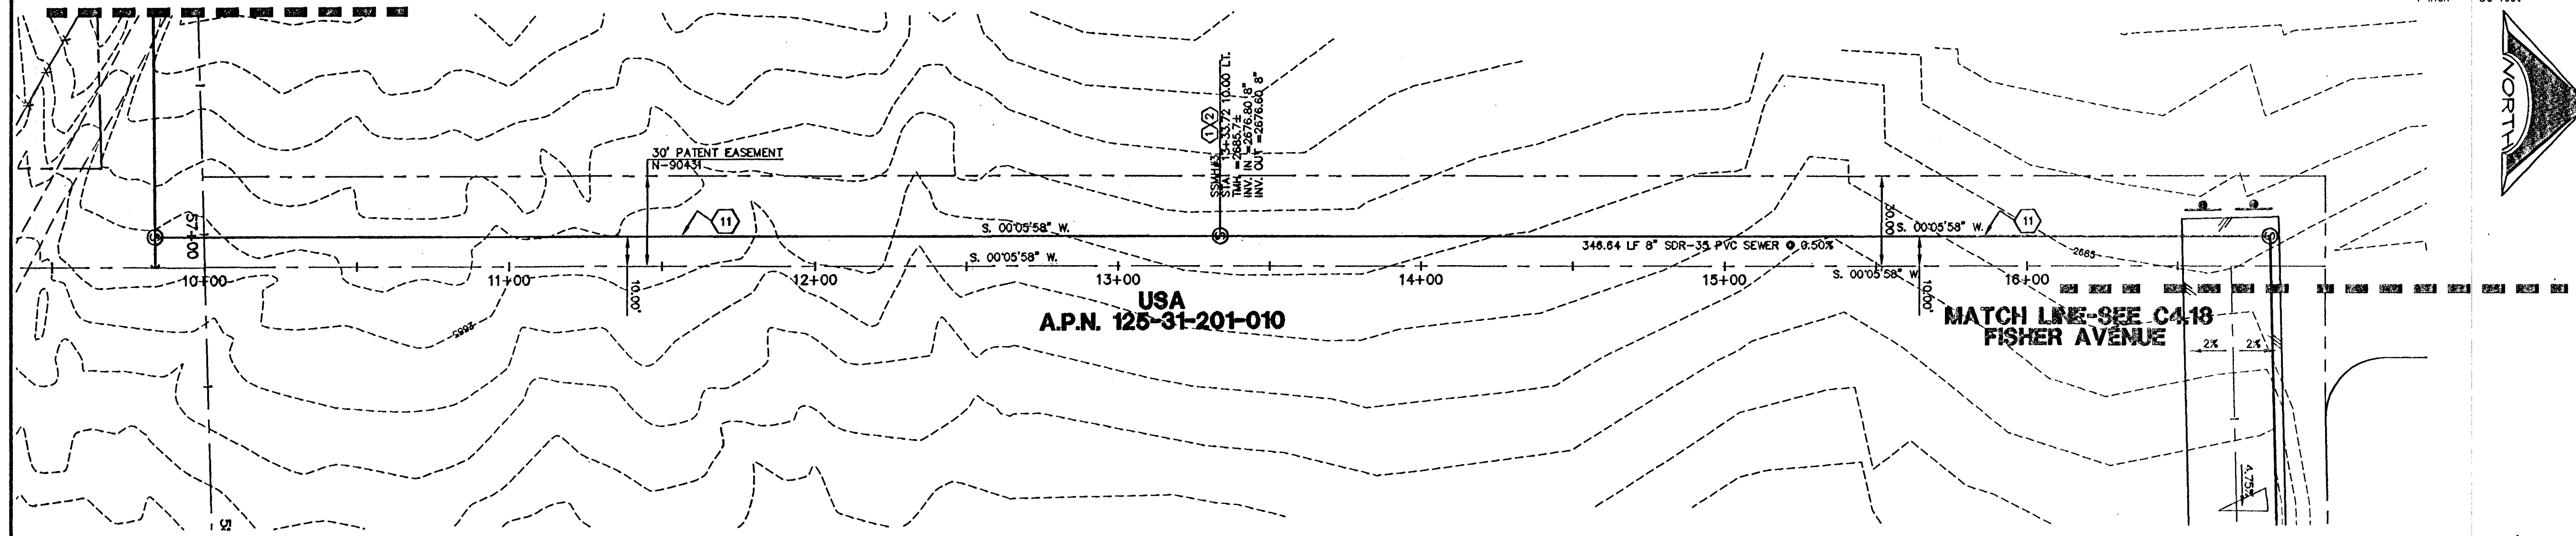 NORTH
30' PATENT EASEMENT
N-90431
1 2
SSMH#3
STA. 13+33.72 10.00 LT.
TMH =2685.7±
INV. IN =2676.80 8"
INV. OUT =2676.60 8"
57+00
11
S. 00°05'58" W.
S. 00°05'58" W.
346.64 LF 8" SDR-35 PVC SEWER @ 0.50%
30.00'
S. 00°05'58" W.
11
S. 00°05'58" W.
2685
10+00
11+00
12+00
13+00
14+00
15+00
16+00
10.00'
10.00'
2685
USA
A.P.N. 125-31-201-010
MATCH LINE-SEE C4.18
FISHER AVENUE
2%
2%
4.75%
S
S
S